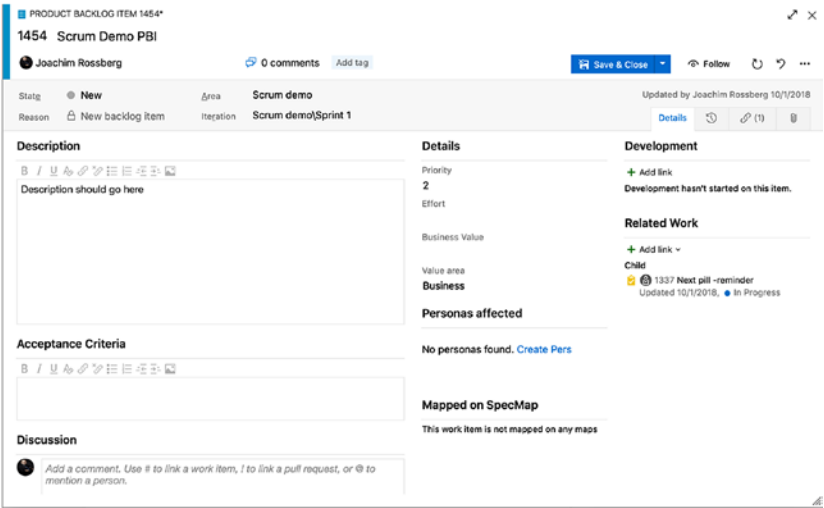 PRODUCT BACKLOG ITEM 1454*
1454 Scrum Demo PBI
Joachim Rossberg
0 comments
Add tag
Save & Close
Follow
State
New
Area
Scrum demo
Updated by Joachim Rossberg 10/1/2018
Reason
New backlog item
Iteration
Scrum demo\Sprint 1
Details
(1)
Description
B I U
Description should go here
Acceptance Criteria
B I U
Discussion
Add a comment. Use # to link a work item, ! to link a pull request, or @ to
mention a person.
Details
Priority
2
Effort
Business Value
Value area
Business
Personas affected
No personas found. Create Pers
Mapped on SpecMap
This work item is not mapped on any maps
Development
+ Add link
Development hasn't started on this item.
Related Work
+ Add link
Child
1337 Next pill -reminder
Updated 10/1/2018, In Progress